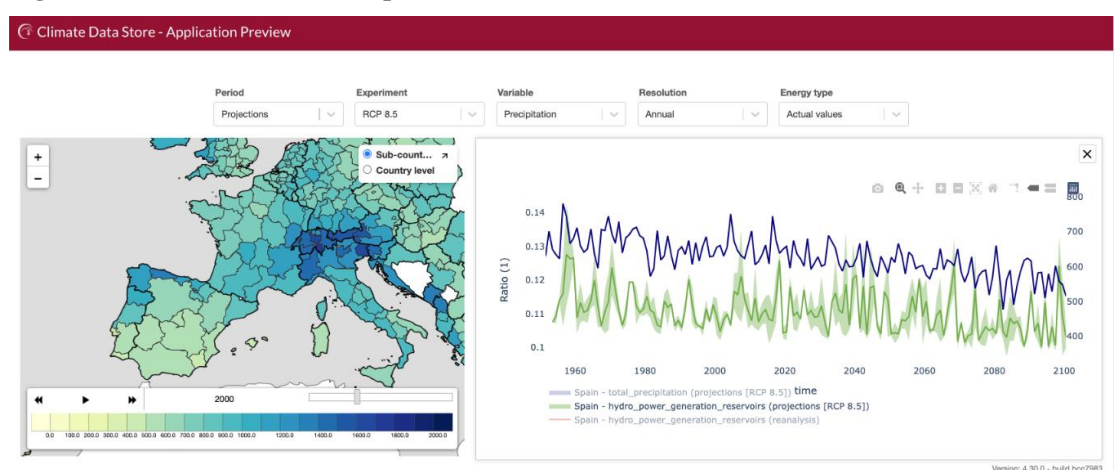 Climate Data Store - Application Preview
Period Experiment Variable Resolution Energy type
Projections RCP 8.5 Precipitation Annual Actual values
+
−
Sub-count...
Country level
2000
0.0 100.0 200.0 300.0 400.0 500.0 600.0 700.0 800.0 900.0 1000.0 1200.0 1400.0 1600.0 1800.0 2000.0
800
0.14
700
0.13
600
0.12
500
0.11
400
0.1
Ratio (1)
1960 1980 2000 2020 2040 2060 2080 2100
time
Spain - total_precipitation (projections [RCP 8.5])
Spain - hydro_power_generation_reservoirs (projections [RCP 8.5])
Spain - hydro_power_generation_reservoirs (reanalysis)